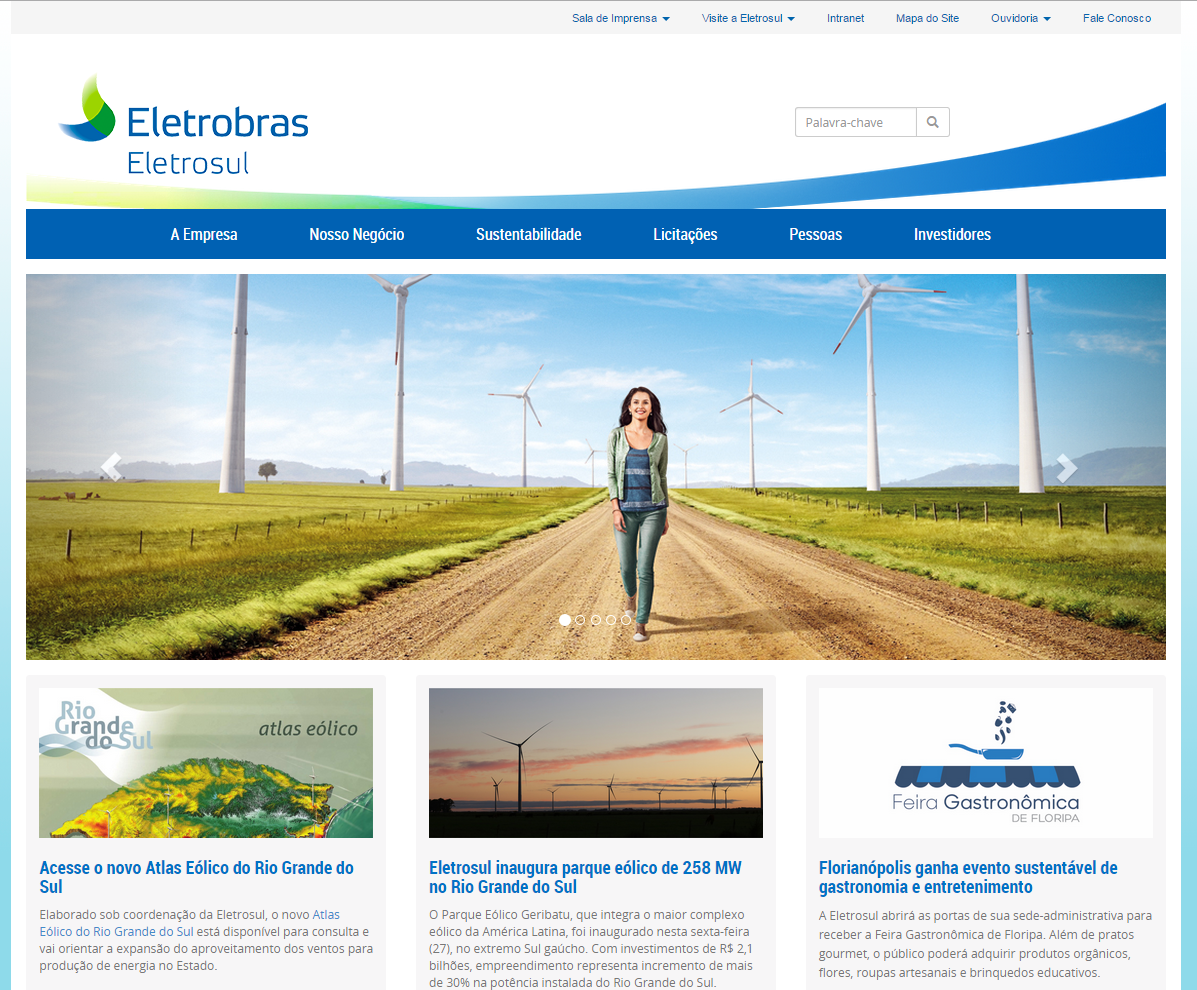 Sala de Imprensa Visite a Eletrosul Intranet Mapa do Site Ouvidoria Fale Conosco
Eletrobras
Eletrosul
Palavra-chave
A Empresa Nosso Negócio Sustentabilidade Licitações Pessoas Investidores
Rio
Grande
do Sul
atlas eólico
Feira Gastronômica
DE FLORIPA
Acesse o novo Atlas Eólico do Rio Grande do
Sul
Elaborado sob coordenação da Eletrosul, o novo Atlas
Eólico do Rio Grande do Sul está disponível para consulta e
vai orientar a expansão do aproveitamento dos ventos para
produção de energia no Estado.
Eletrosul inaugura parque eólico de 258 MW
no Rio Grande do Sul
O Parque Eólico Geribatu, que integra o maior complexo
eólico da América Latina, foi inaugurado nesta sexta-feira
(27), no extremo Sul gaúcho. Com investimentos de R$ 2,1
bilhões, empreendimento representa incremento de mais
de 30% na potência instalada do Rio Grande do Sul.
Florianópolis ganha evento sustentável de
gastronomia e entretenimento
A Eletrosul abrirá as portas de sua sede-administrativa para
receber a Feira Gastronômica de Floripa. Além de pratos
gourmet, o público poderá adquirir produtos orgânicos,
flores, roupas artesanais e brinquedos educativos.